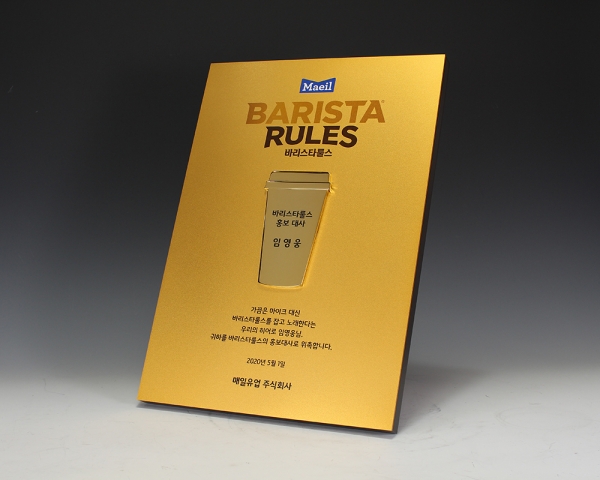 Maeil
BARISTA
RULES
바리스타룰스
바리스타룰스
홍보 대사
임영웅
가끔은 마이크 대신
바리스타룰스를 잡고 노래한다는
우리의 히어로 임영웅님,
귀하를 바리스타룰스의 홍보대사로 위촉합니다.
2020년 5월 1일
매일유업 주식회사